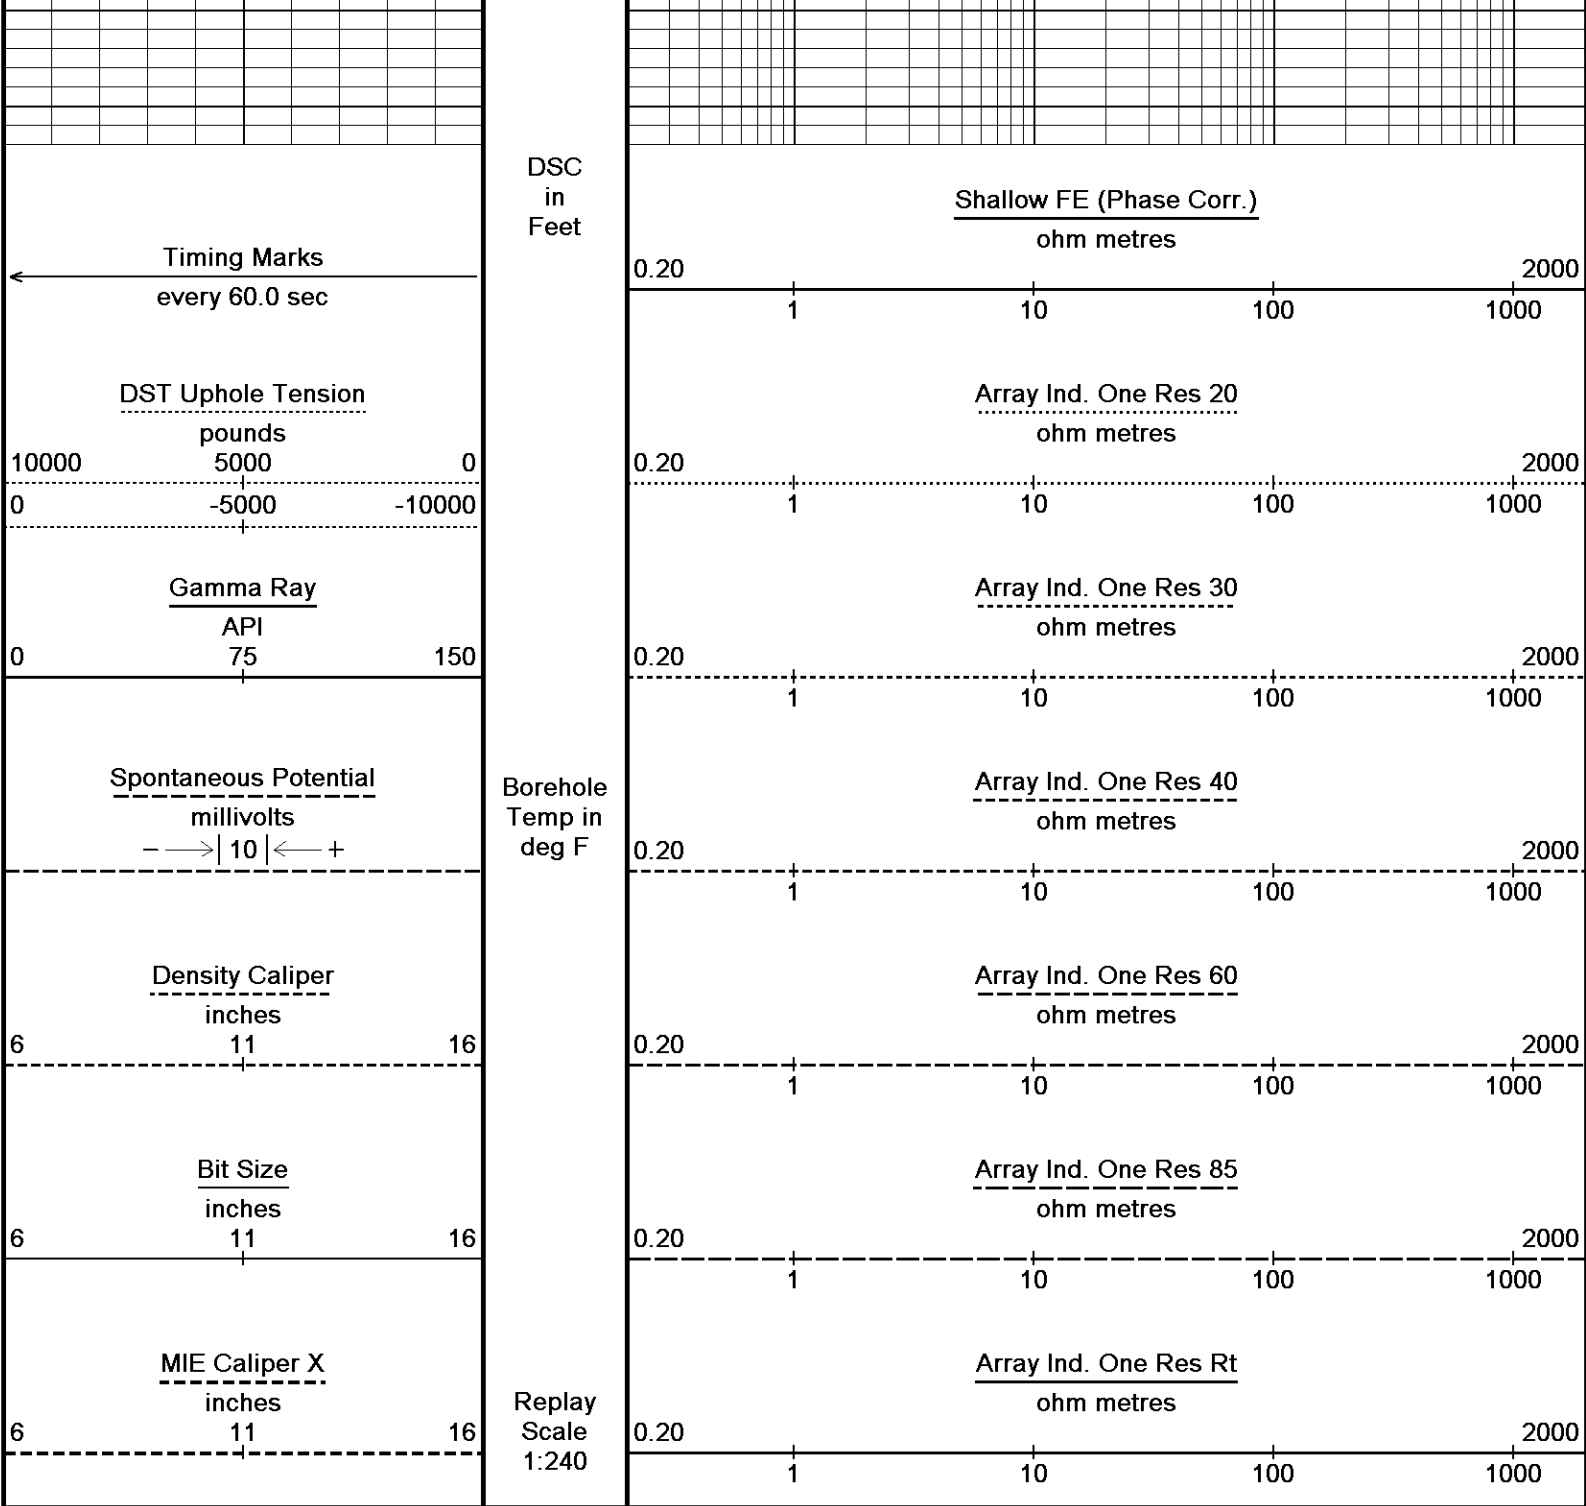 Timing Marks
every 60.0 sec
DST Uphole Tension
pounds
10000 5000 0
0 -5000 -10000
Gamma Ray
API
0 75 150
Spontaneous Potential
millivolts
− 10 +
Density Caliper
inches
6 11 16
Bit Size
inches
6 11 16
MIE Caliper X
inches
6 11 16
DSC
in
Feet
Borehole
Temp in
deg F
Replay
Scale
1:240
Shallow FE (Phase Corr.)
ohm metres
0.20 2000
1 10 100 1000
Array Ind. One Res 20
ohm metres
0.20 2000
1 10 100 1000
Array Ind. One Res 30
ohm metres
0.20 2000
1 10 100 1000
Array Ind. One Res 40
ohm metres
0.20 2000
1 10 100 1000
Array Ind. One Res 60
ohm metres
0.20 2000
1 10 100 1000
Array Ind. One Res 85
ohm metres
0.20 2000
1 10 100 1000
Array Ind. One Res Rt
ohm metres
0.20 2000
1 10 100 1000